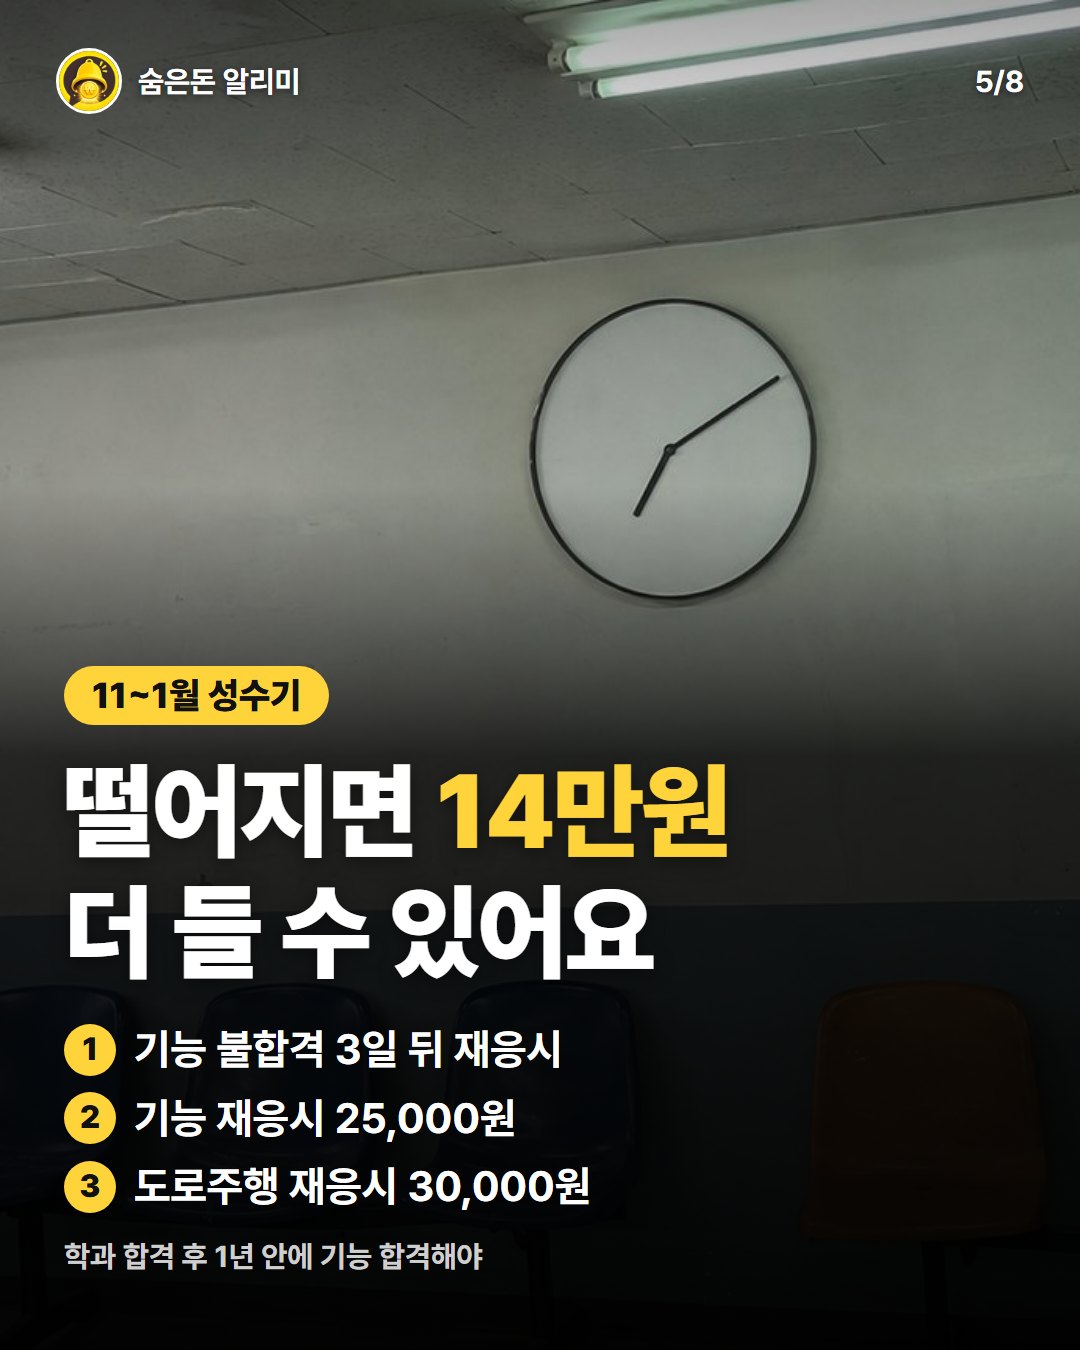 숨은돈 알리미
5/8
11~1월 성수기
떨어지면 14만원
더 들 수 있어요
1 기능 불합격 3일 뒤 재응시
2 기능 재응시 25,000원
3 도로주행 재응시 30,000원
학과 합격 후 1년 안에 기능 합격해야